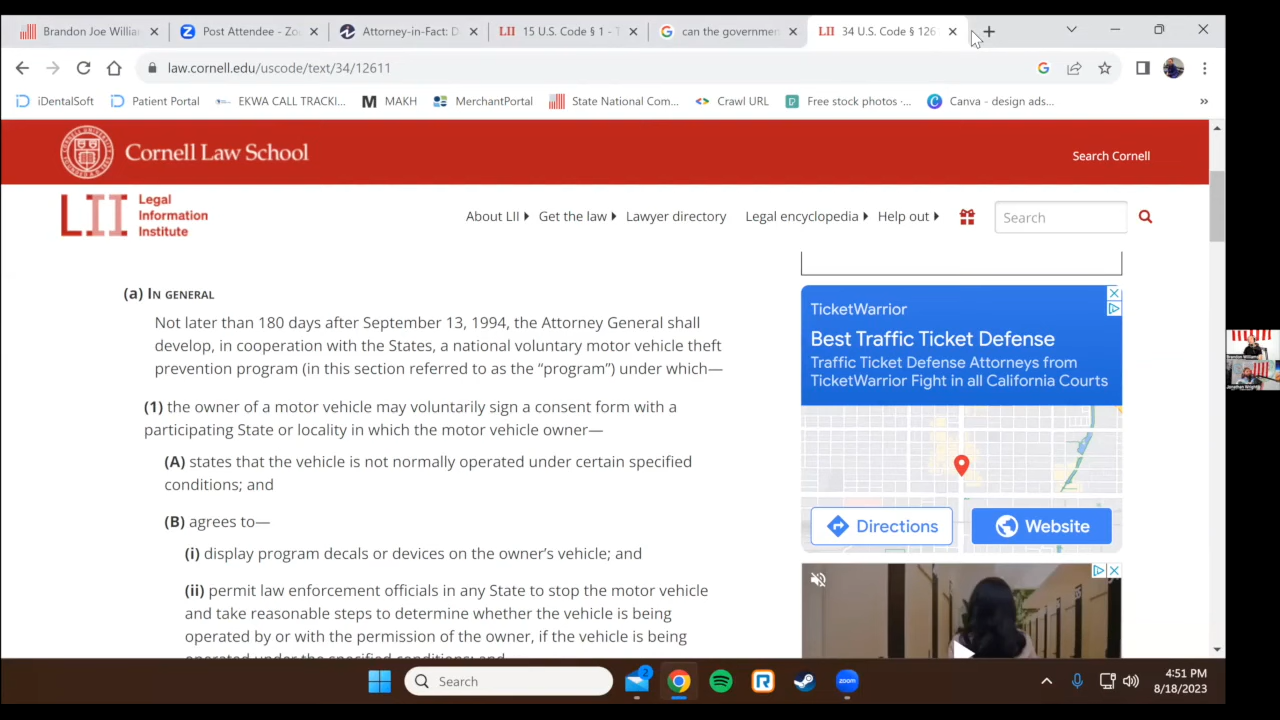 Brandon Joe Willia
Post Attendee - Zo
Attorney-in-Fact: D
LII 15 U.S. Code § 1 - T
can the governmen
LII 34 U.S. Code § 126
law.cornell.edu/uscode/text/34/12611
iDentalSoft
Patient Portal
EKWA CALL TRACKI...
MAKH
MerchantPortal
State National Com...
Crawl URL
Free stock photos ·...
Canva - design ads...
»
Cornell Law School
Search Cornell
LII Legal
Information
Institute
About LII
Get the law
Lawyer directory
Legal encyclopedia
Help out
Search
(a) IN GENERAL
Not later than 180 days after September 13, 1994, the Attorney General shall
develop, in cooperation with the States, a national voluntary motor vehicle theft
prevention program (in this section referred to as the “program”) under which—
(1) the owner of a motor vehicle may voluntarily sign a consent form with a
participating State or locality in which the motor vehicle owner—
(A) states that the vehicle is not normally operated under certain specified
conditions; and
(B) agrees to—
(i) display program decals or devices on the owner’s vehicle; and
(ii) permit law enforcement officials in any State to stop the motor vehicle
and take reasonable steps to determine whether the vehicle is being
operated by or with the permission of the owner, if the vehicle is being
operated under the specified conditions; and
TicketWarrior
Best Traffic Ticket Defense
Traffic Ticket Defense Attorneys from
TicketWarrior Fight in all California Courts
Directions
Website
Search
2
zoom
4:51 PM
8/18/2023